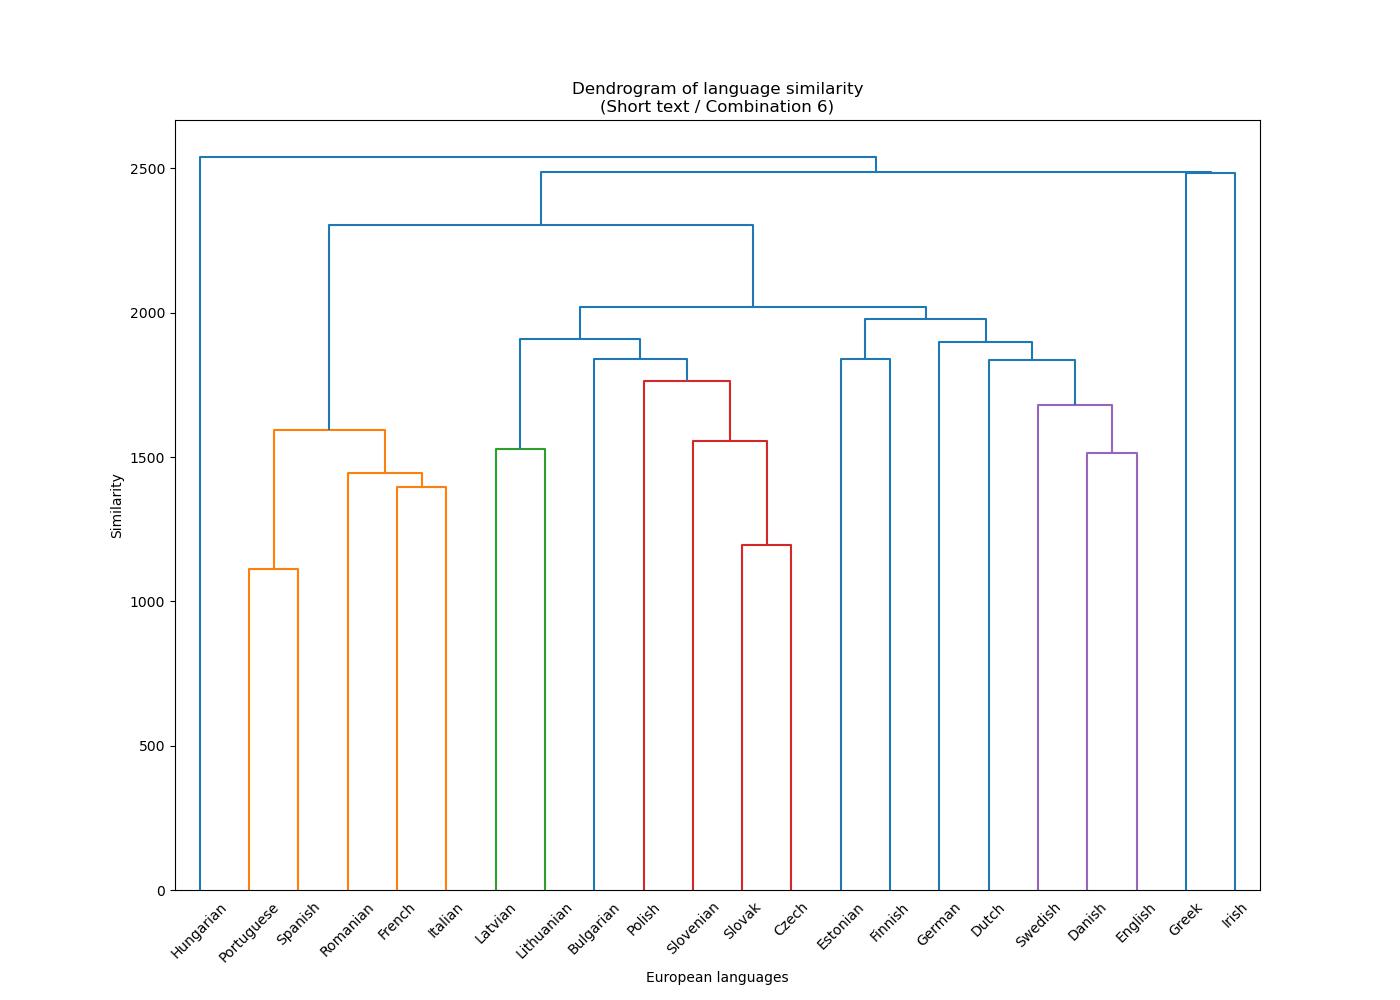 Dendrogram of language similarity
(Short text / Combination 6)
2500
2000
1500
1000
500
0
Similarity
Hungarian
Portuguese
Spanish
Romanian
French
Italian
Latvian
Lithuanian
Bulgarian
Polish
Slovenian
Slovak
Czech
Estonian
Finnish
German
Dutch
Swedish
Danish
English
Greek
Irish
European languages